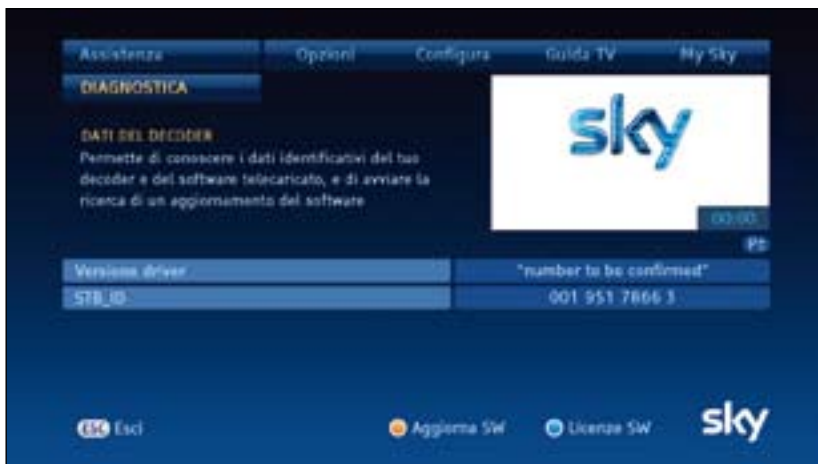 Assistenza Opzioni Configura Guida TV My Sky
DIAGNOSTICA
sky
DATI DEL DECODER
Permette di conoscere i dati identificativi del tuo
decoder e del software telecaricato, e di avviare la
ricerca di un aggiornamento del software
00:00
Versione driver "number to be confirmed"
STB_ID 001 951 7866 3
ESC Esci Aggiorna SW Licenze SW sky